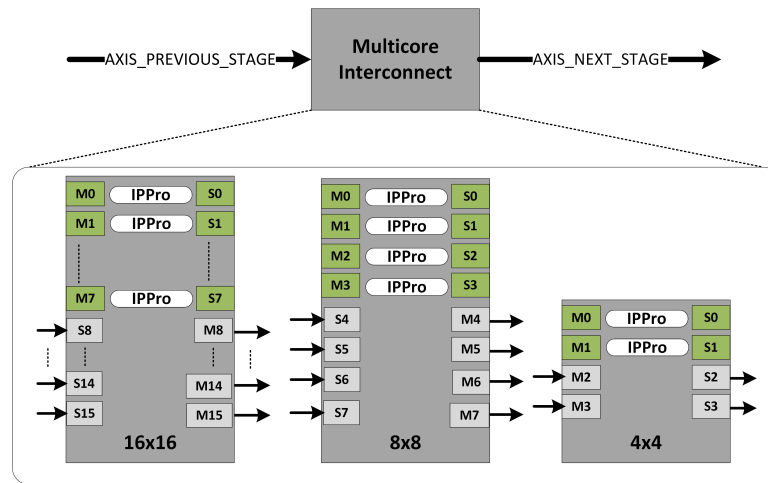 AXIS_PREVIOUS_STAGE
Multicore
Interconnect
AXIS_NEXT_STAGE
M0 IPPro S0
M1 IPPro S1
M7 IPPro S7
S8 M8
S14 M14
S15 M15
16x16
M0 IPPro S0
M1 IPPro S1
M2 IPPro S2
M3 IPPro S3
S4 M4
S5 M5
S6 M6
S7 M7
8x8
M0 IPPro S0
M1 IPPro S1
M2 S2
M3 S3
4x4